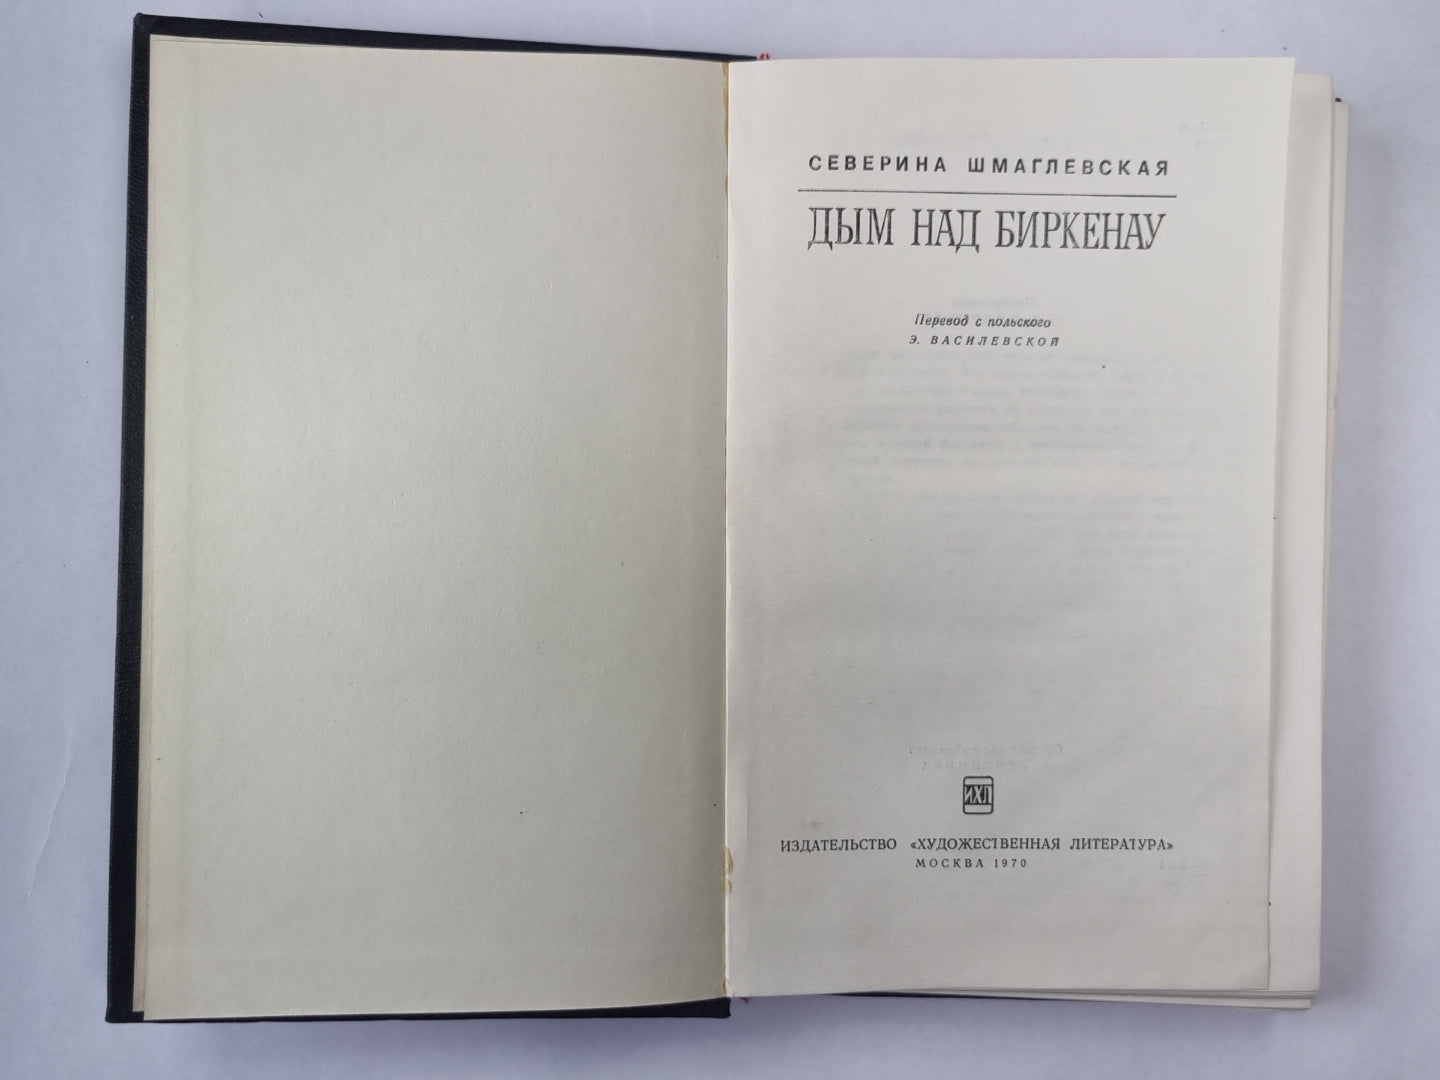 СЕВЕРИНА ШМАГЛЕВСКАЯ
ДЫМ НАД БИРКЕНАУ
Перевод с польского
Э. ВАСИЛЕВСКОЙ
ИХЛ
ИЗДАТЕЛЬСТВО «ХУДОЖЕСТВЕННАЯ ЛИТЕРАТУРА»
МОСКВА 1970